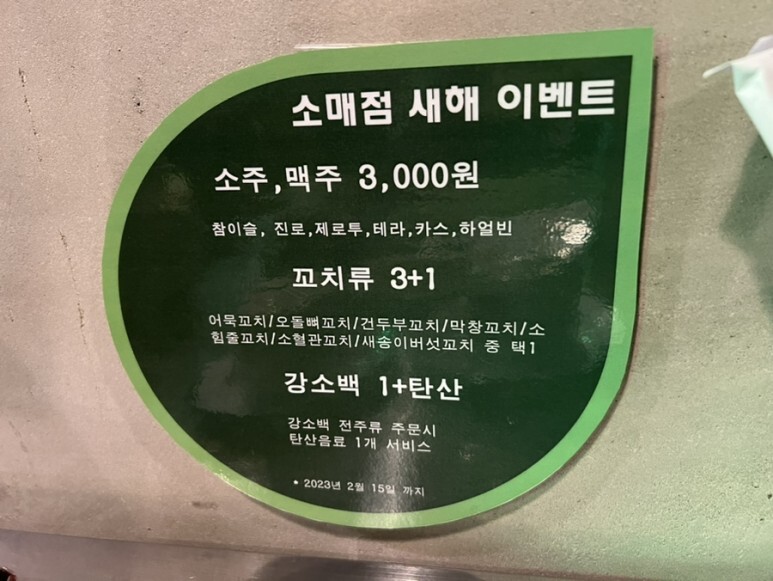 소매점 새해 이벤트
소주,맥주 3,000원
참이슬, 진로,제로투,테라,카스,하얼빈
꼬치류 3+1
어묵꼬치/오돌뼈꼬치/건두부꼬치/막창꼬치/소
힘줄꼬치/소혈관꼬치/새송이버섯꼬치 중 택1
강소백 1+탄산
강소백 전주류 주문시
탄산음료 1개 서비스
* 2023년 2월 15일 까지